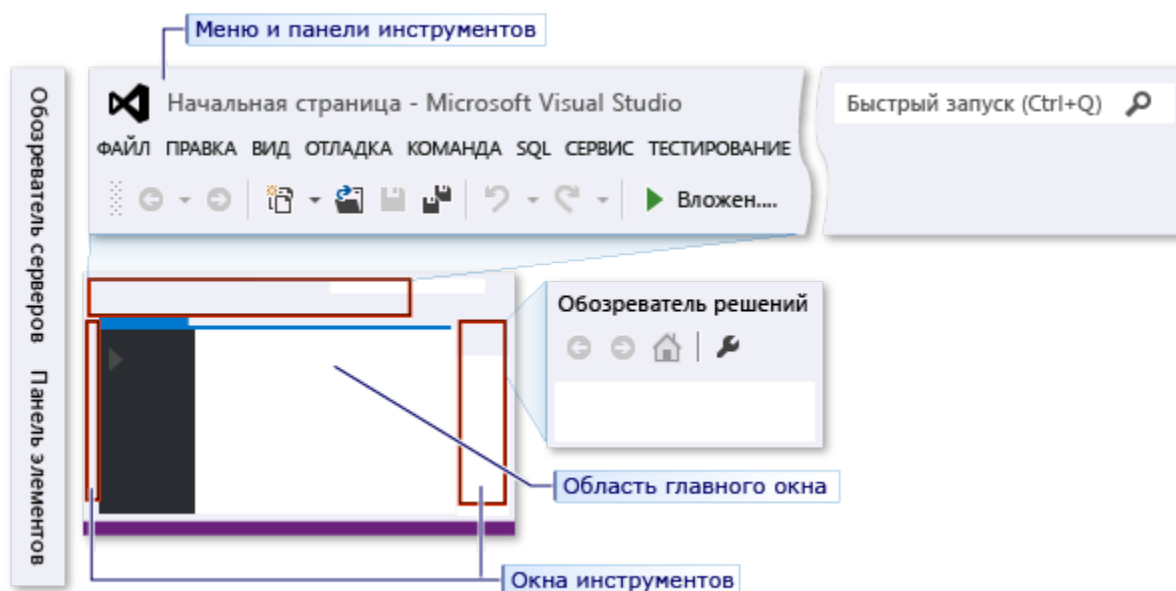 Меню и панели инструментов
Начальная страница - Microsoft Visual Studio
Быстрый запуск (Ctrl+Q)
ФАЙЛ ПРАВКА ВИД ОТЛАДКА КОМАНДА SQL СЕРВИС ТЕСТИРОВАНИЕ
Вложен....
Обозреватель серверов
Панель элементов
Обозреватель решений
Область главного окна
Окна инструментов